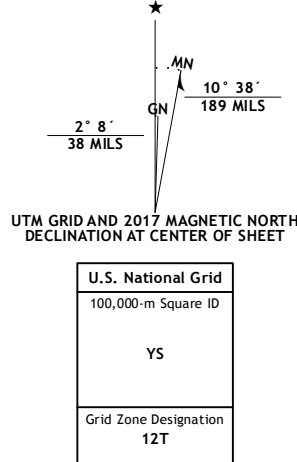 ★
MN
GN
10° 38´
189 MILS
2° 8´
38 MILS
UTM GRID AND 2017 MAGNETIC NORTH
DECLINATION AT CENTER OF SHEET
U.S. National Grid
100,000-m Square ID
YS
Grid Zone Designation
12T